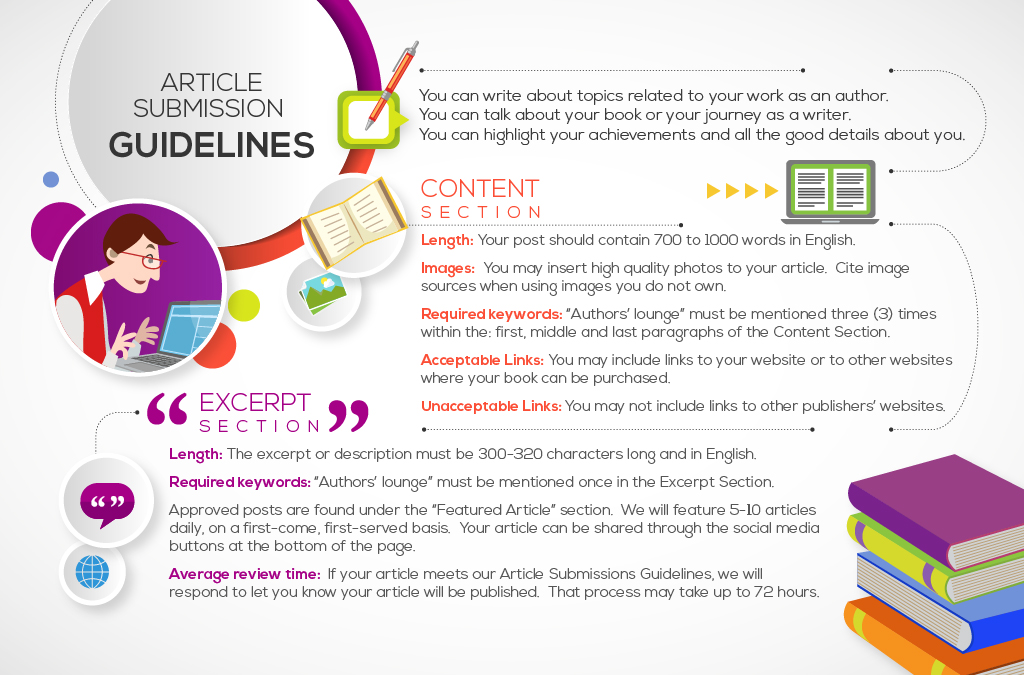 ARTICLE
SUBMISSION
GUIDELINES
You can write about topics related to your work as an author.
You can talk about your book or your journey as a writer.
You can highlight your achievements and all the good details about you.
CONTENT
SECTION
Length: Your post should contain 700 to 1000 words in English.
Images: You may insert high quality photos to your article. Cite image
sources when using images you do not own.
Required keywords: “Authors’ lounge” must be mentioned three (3) times
within the: first, middle and last paragraphs of the Content Section.
Acceptable Links: You may include links to your website or to other websites
where your book can be purchased.
Unacceptable Links: You may not include links to other publishers’ websites.
“ EXCERPT ”
SECTION
Length: The excerpt or description must be 300-320 characters long and in English.
Required keywords: “Authors’ lounge” must be mentioned once in the Excerpt Section.
Approved posts are found under the “Featured Article” section. We will feature 5-10 articles
daily, on a first-come, first-served basis. Your article can be shared through the social media
buttons at the bottom of the page.
Average review time: If your article meets our Article Submissions Guidelines, we will
respond to let you know your article will be published. That process may take up to 72 hours.